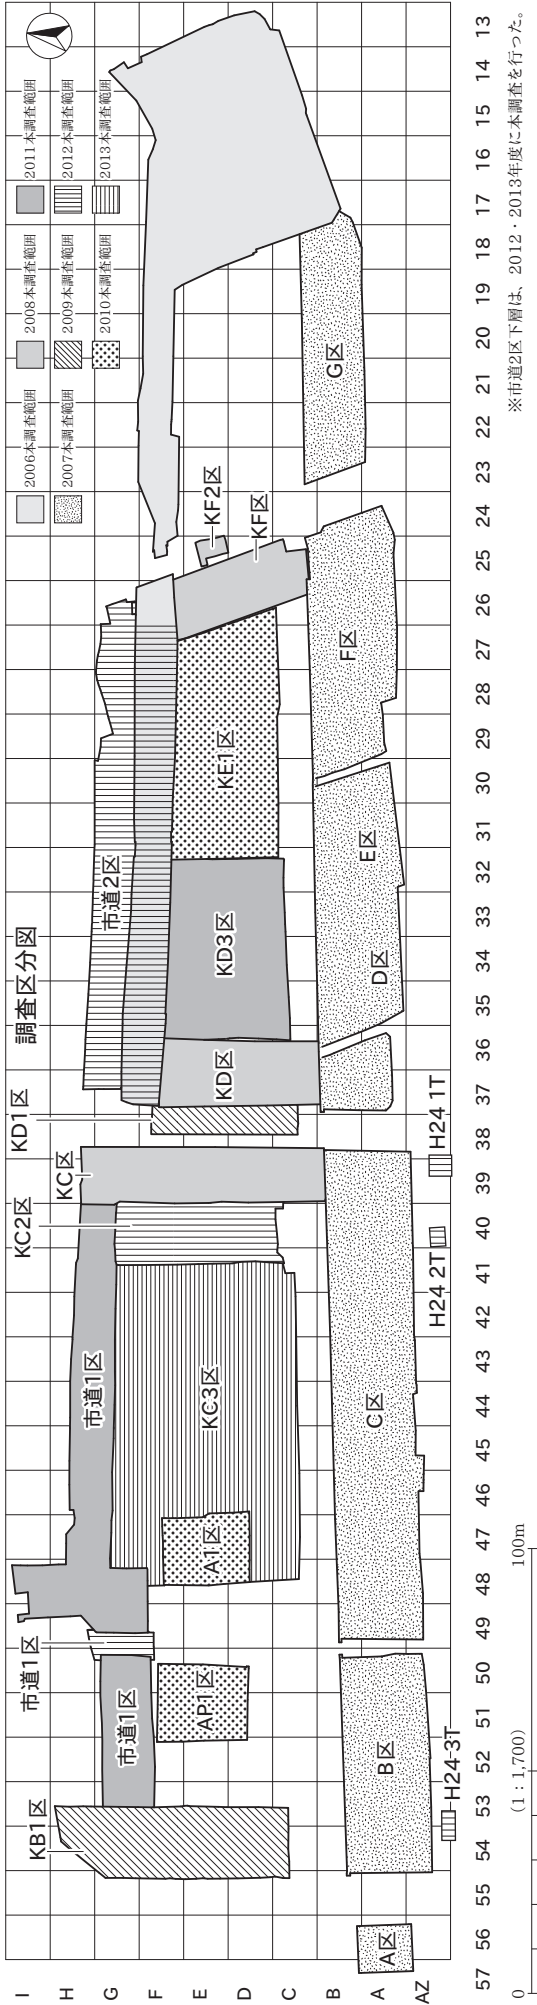 調査区分図
2006本調査範囲
2007本調査範囲
2008本調査範囲
2009本調査範囲
2010本調査範囲
2011本調査範囲
2012本調査範囲
2013本調査範囲
I
H
G
F
E
D
C
B
A
AZ
KB1区
市道1区
市道1区
市道1区
KC2区
KC区
KD1区
市道2区
AP1区
A1区
KC3区
KD区
KD3区
KE1区
KF2区
KF区
A区
B区
C区
D区
E区
F区
G区
H24-3T
H24 2T
H24 1T
57 56 55 54 53 52 51 50 49 48 47 46 45 44 43 42 41 40 39 38 37 36 35 34 33 32 31 30 29 28 27 26 25 24 23 22 21 20 19 18 17 16 15 14 13
0 (1：1,700) 100m
※市道2区下層は、2012・2013年度に本調査を行った。